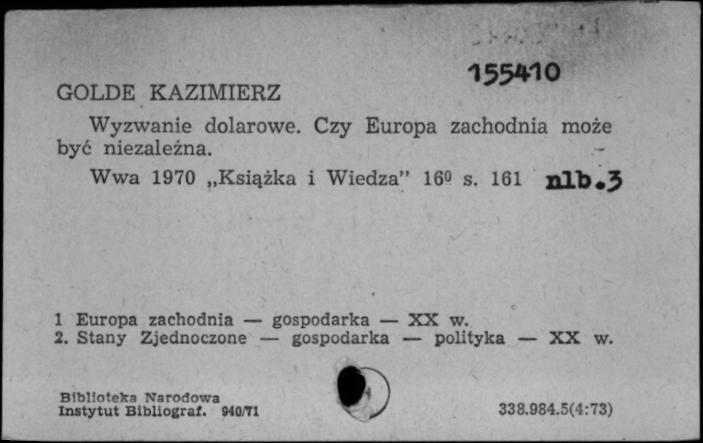 155410
GOLDE KAZIMIERZ
Wyzwanie dolarowe. Czy Europa zachodnia może
być niezależna.
Wwa 1970 „Książka i Wiedza” 16⁰ s. 161 nlb.3
1 Europa zachodnia — gospodarka — XX w.
2. Stany Zjednoczone — gospodarka — polityka — XX w.
Biblioteka Narodowa
Instytut Bibliograf. 940/71
338.984.5(4:73)